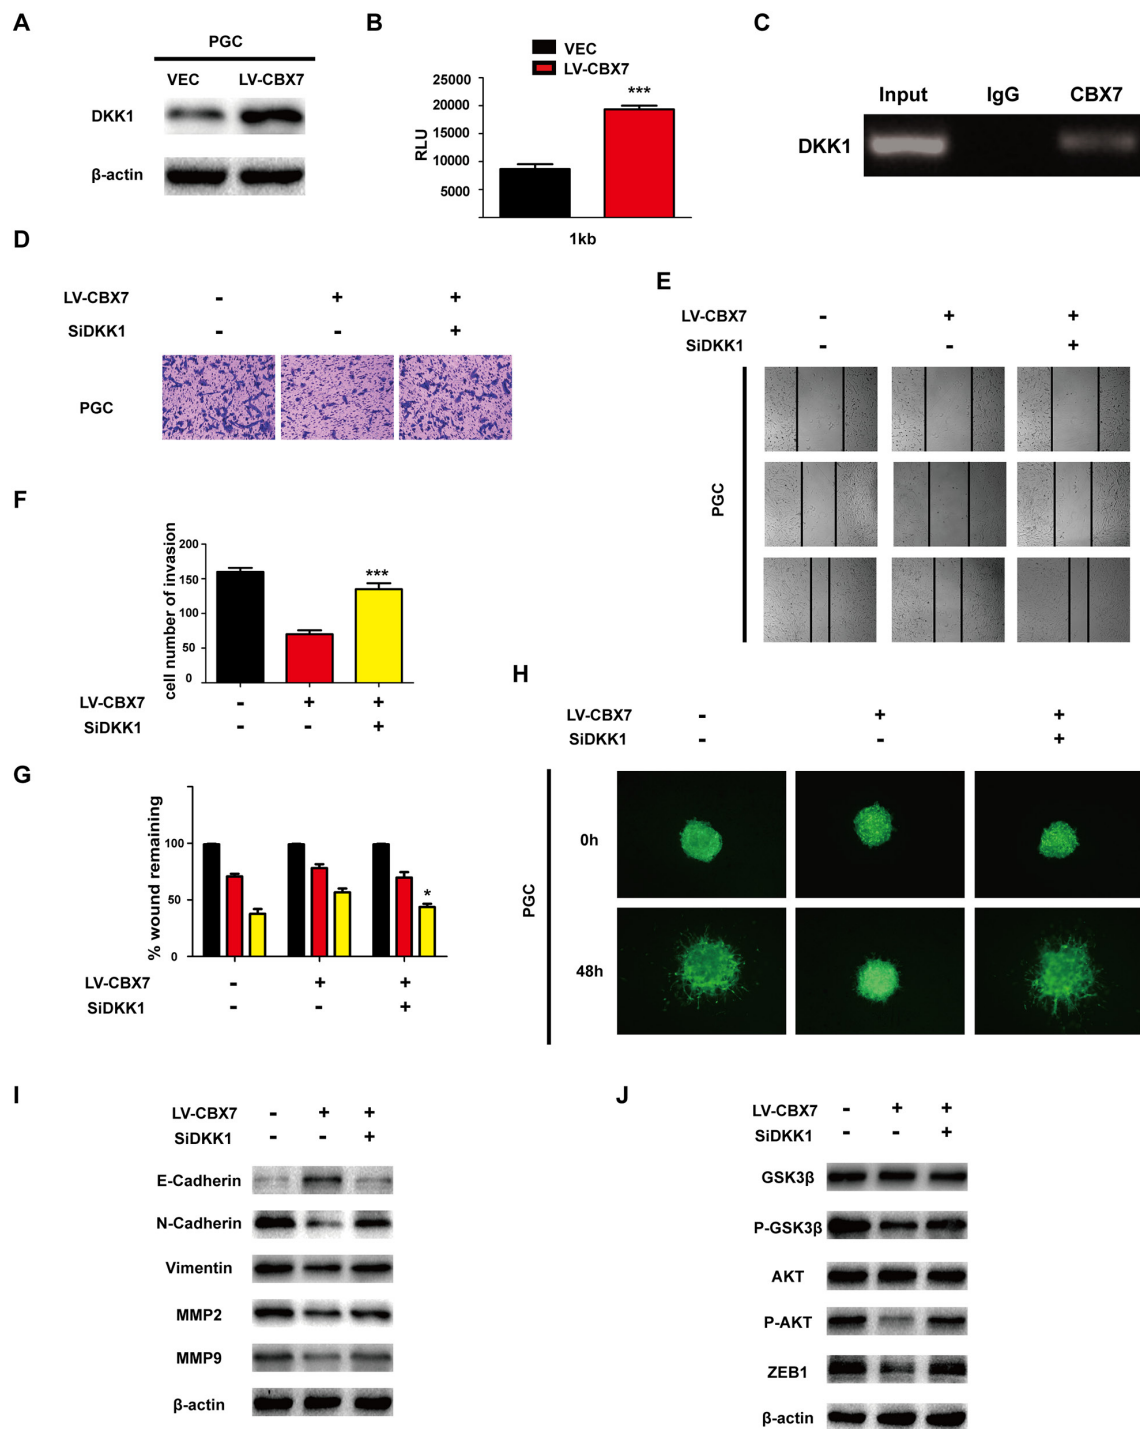 A
PGC
VEC LV-CBX7
DKK1
β-actin
B
VEC
LV-CBX7
25000
20000
15000
10000
5000
RLU
***
1kb
C
Input IgG CBX7
DKK1
D
LV-CBX7 - + +
SiDKK1 - - +
PGC
E
LV-CBX7 - + +
SiDKK1 - - +
PGC
F
cell number of invasion
200
150
100
50
0
***
LV-CBX7 - + +
SiDKK1 - - +
G
% wound remaining
100
50
0
*
LV-CBX7 - + +
SiDKK1 - - +
H
LV-CBX7 - + +
SiDKK1 - - +
PGC
0h
48h
I
LV-CBX7 - + +
SiDKK1 - - +
E-Cadherin
N-Cadherin
Vimentin
MMP2
MMP9
β-actin
J
LV-CBX7 - + +
SiDKK1 - - +
GSK3β
P-GSK3β
AKT
P-AKT
ZEB1
β-actin